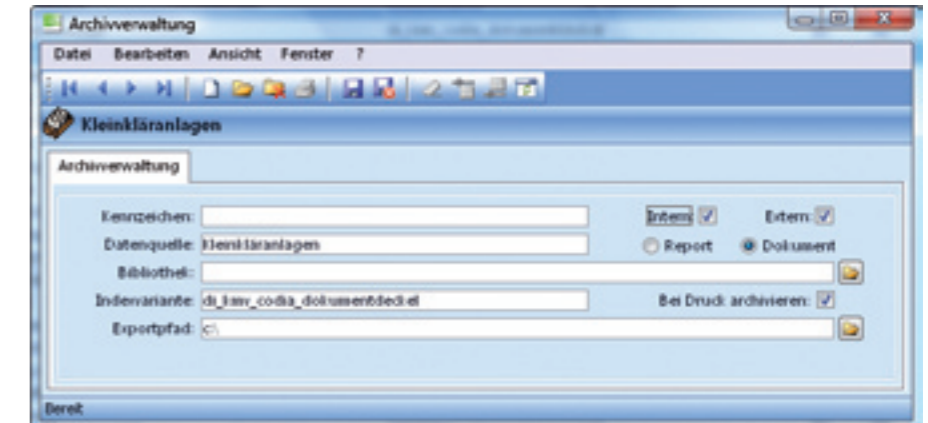 Archivverwaltung
Datei Bearbeiten Ansicht Fenster ?
Kleinkläranlagen
Archivverwaltung
Kennzeichen: Intern Extern:
Datenquelle: Kleinkläranlagen Report Dokument
Bibliothek:
Indexvariante: di_kmv_codia_dokumentdeckel Bei Druck archivieren:
Exportpfad: c:\
Bereit